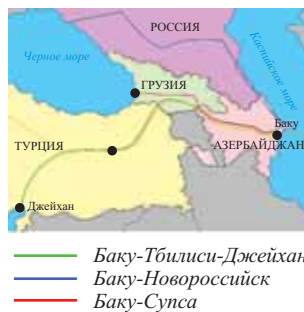 РОССИЯ
Черное море
Каспийское море
ГРУЗИЯ
Баку
ТУРЦИЯ
АЗЕРБАЙДЖАН
Джейхан
Баку-Тбилиси-Джейхан
Баку-Новороссийск
Баку-Супса